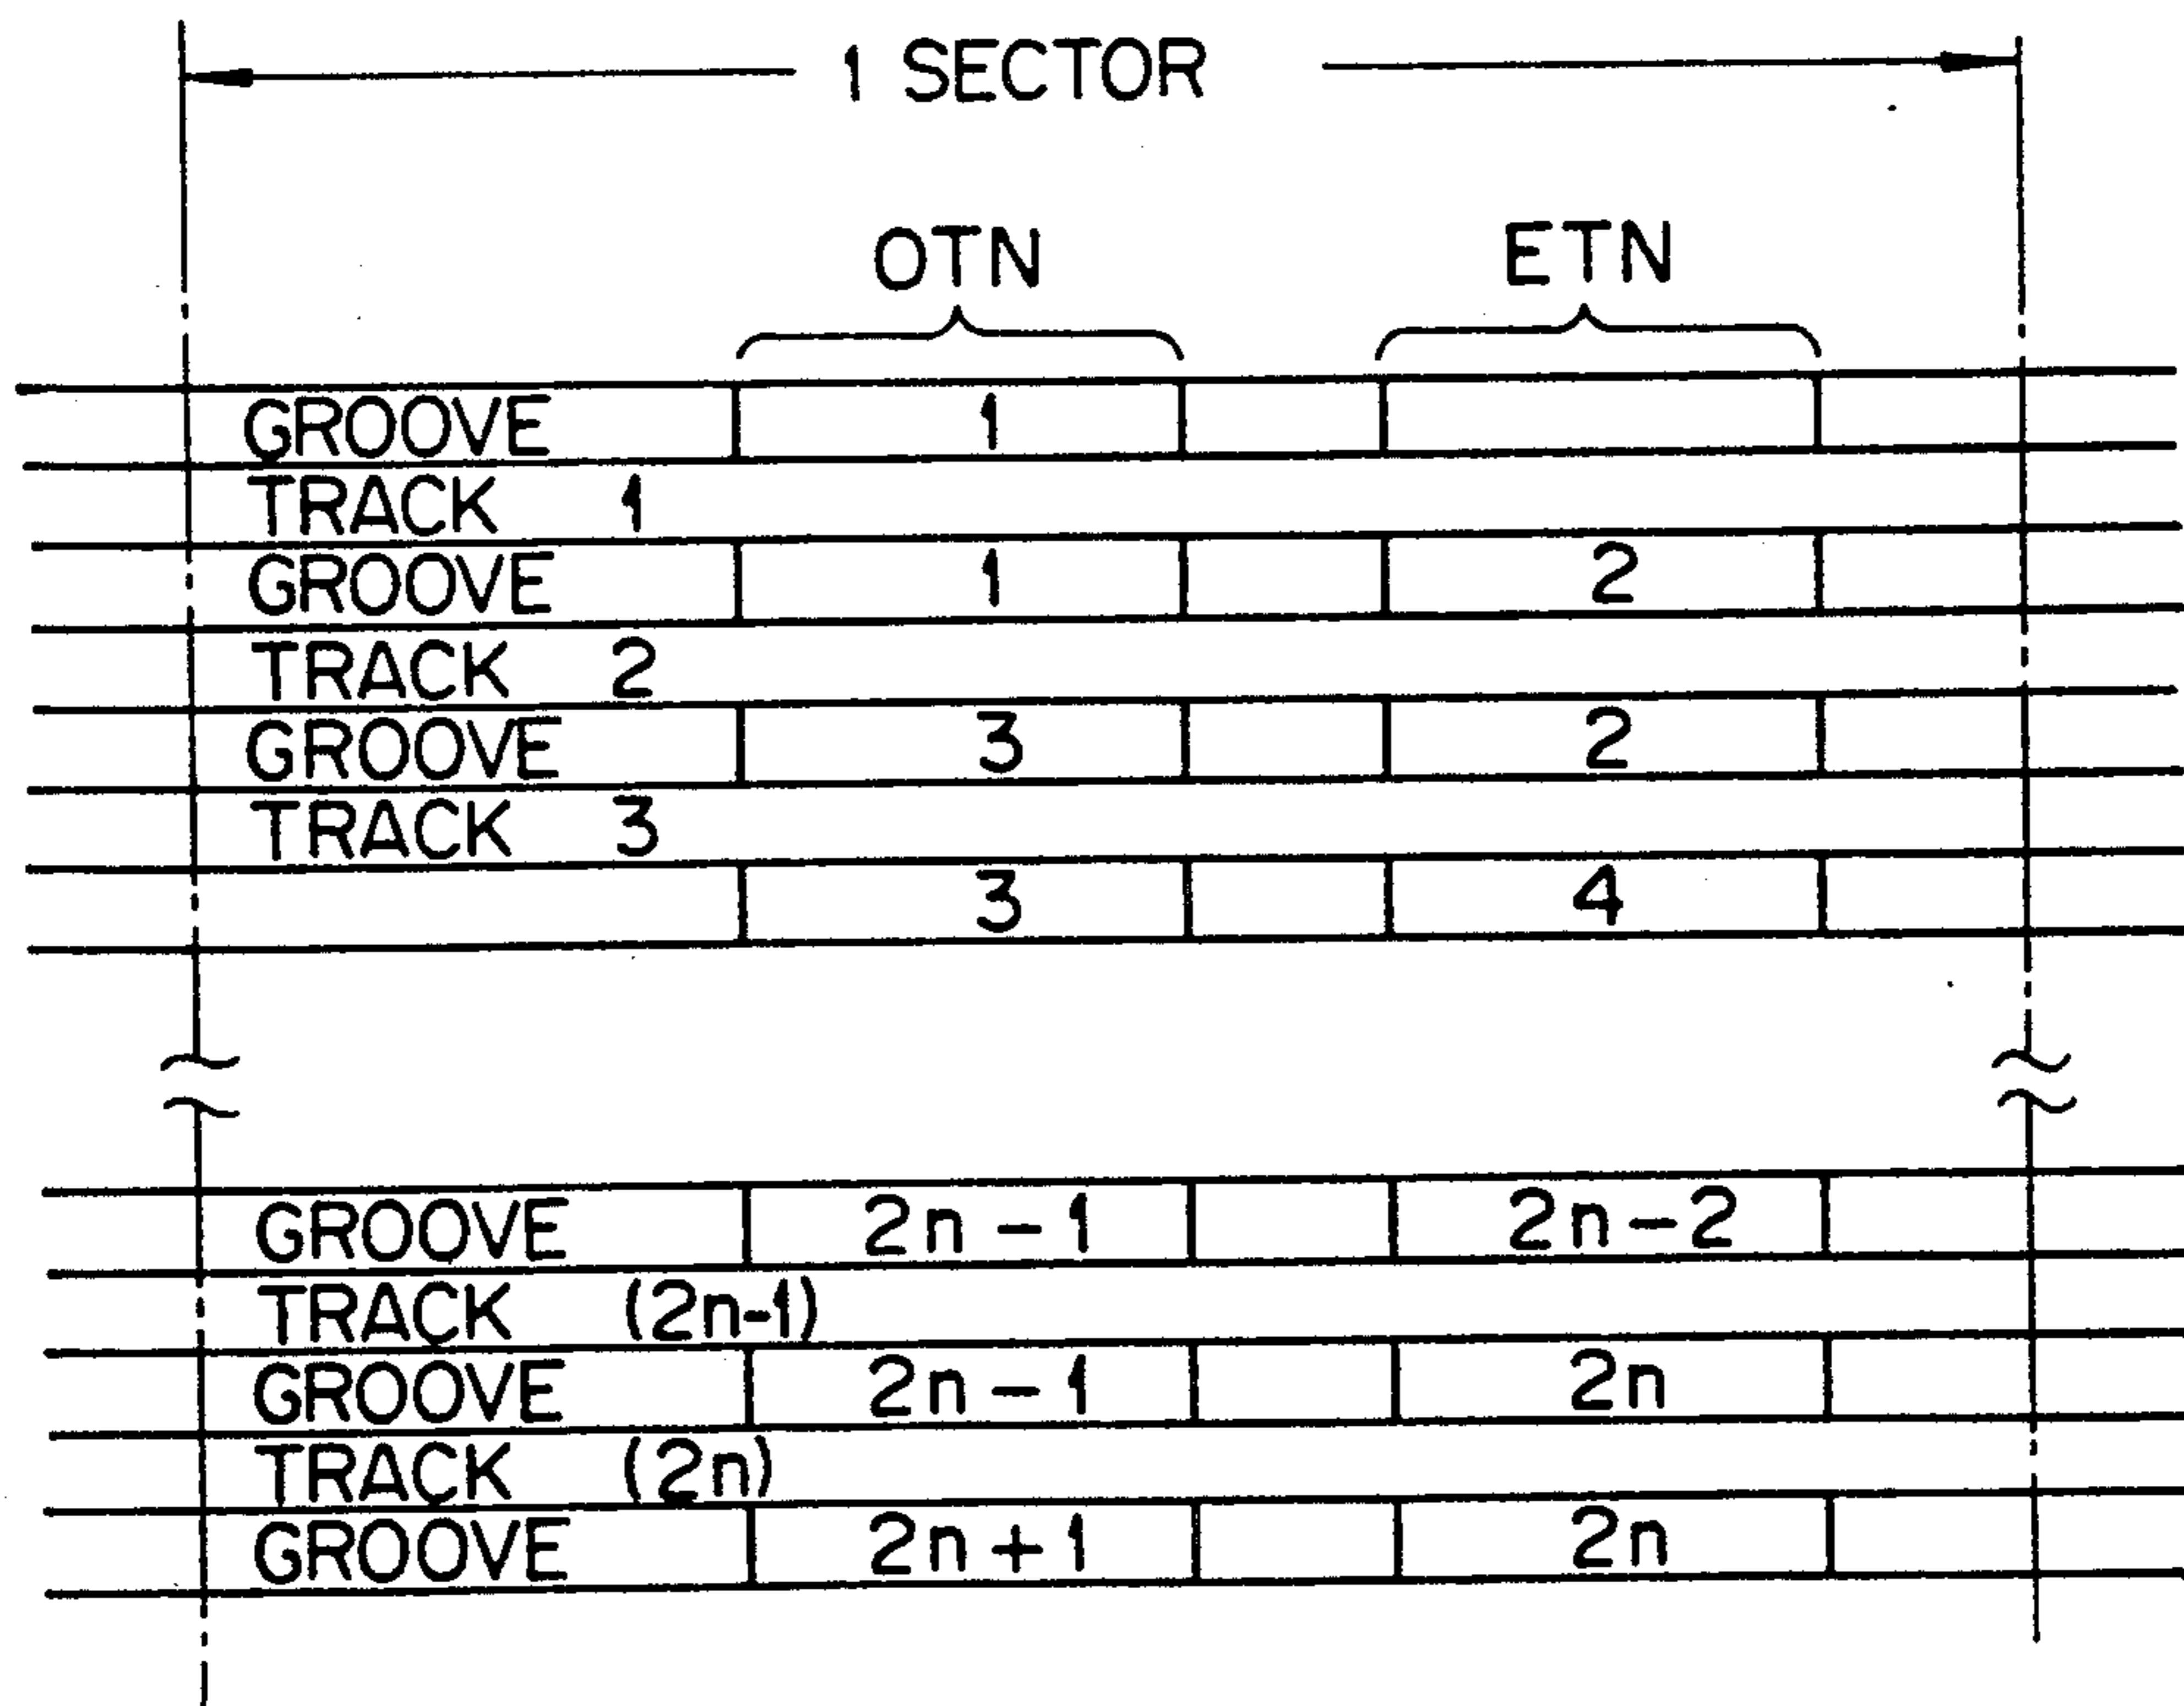 1 SECTOR
OTN ETN
GROOVE 1
TRACK 1
GROOVE 1 2
TRACK 2
GROOVE 3 2
TRACK 3
3 4
GROOVE 2n-1 2n-2
TRACK (2n-1)
GROOVE 2n-1 2n
TRACK (2n)
GROOVE 2n+1 2n